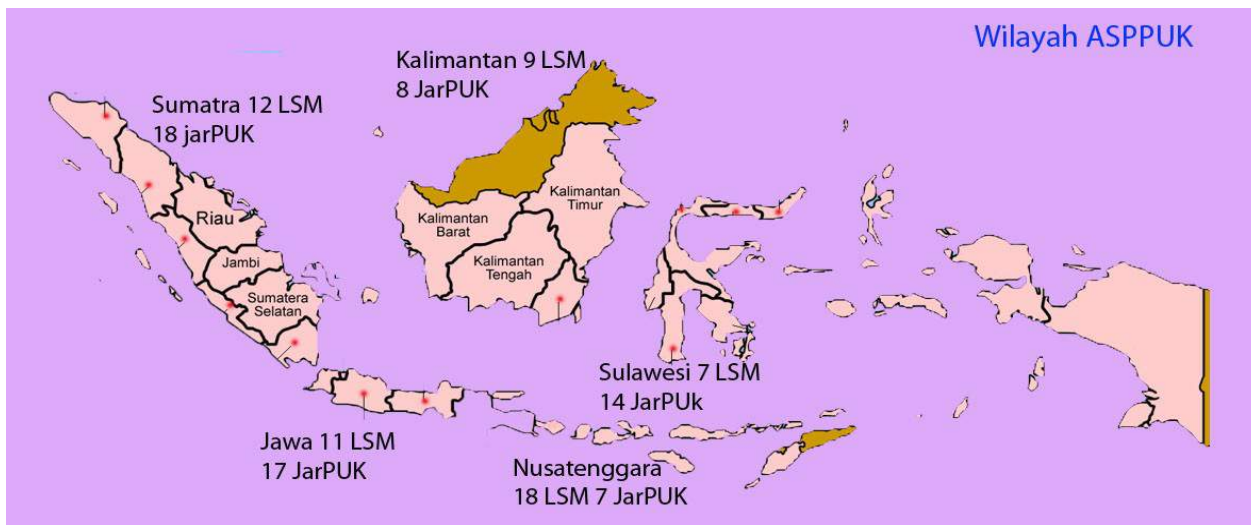 Wilayah ASPPUK
Kalimantan 9 LSM
8 JarPUK
Sumatra 12 LSM
18 jarPUK
Kalimantan
Timur
Riau
Kalimantan
Barat
Jambi
Kalimantan
Tengah
Sumatera
Selatan
Sulawesi 7 LSM
14 JarPUk
Jawa 11 LSM
17 JarPUK
Nusatenggara
18 LSM 7 JarPUK